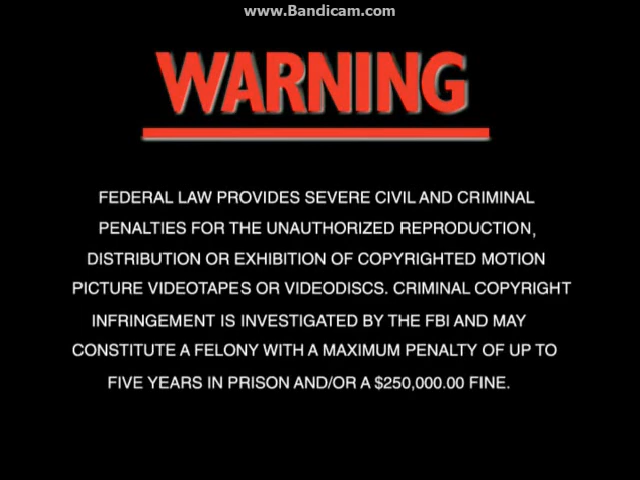 www.Bandicam.com
WARNING
FEDERAL LAW PROVIDES SEVERE CIVIL AND CRIMINAL
PENALTIES FOR THE UNAUTHORIZED REPRODUCTION,
DISTRIBUTION OR EXHIBITION OF COPYRIGHTED MOTION
PICTURE VIDEOTAPES OR VIDEODISCS. CRIMINAL COPYRIGHT
INFRINGEMENT IS INVESTIGATED BY THE FBI AND MAY
CONSTITUTE A FELONY WITH A MAXIMUM PENALTY OF UP TO
FIVE YEARS IN PRISON AND/OR A $250,000.00 FINE.